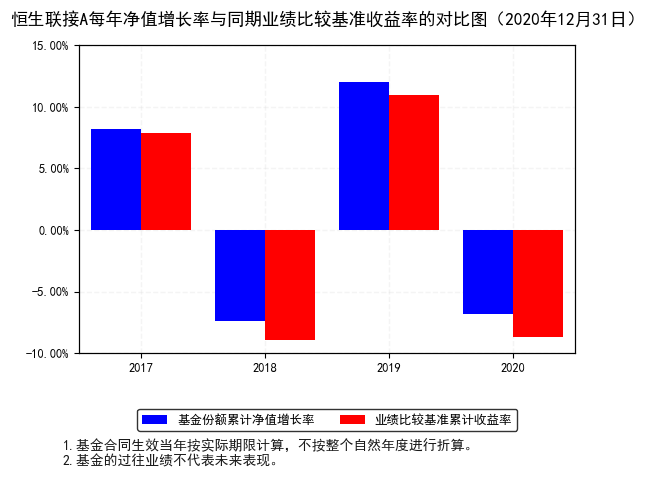 恒生联接A每年净值增长率与同期业绩比较基准收益率的对比图（2020年12月31日）
15.00%
10.00%
5.00%
0.00%
-5.00%
-10.00%
2017 2018 2019 2020
基金份额累计净值增长率 业绩比较基准累计收益率
1.基金合同生效当年按实际期限计算，不按整个自然年度进行折算。
2.基金的过往业绩不代表未来表现。